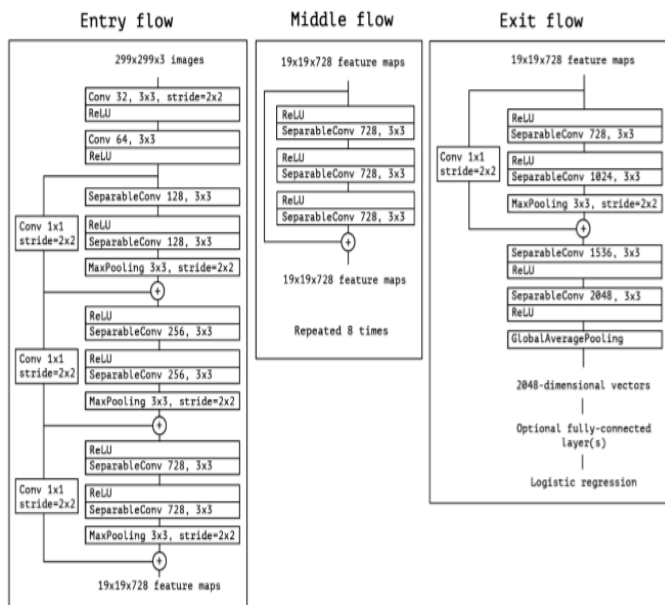 Entry flow
299x299x3 images
Conv 32, 3x3, stride=2x2
ReLU
Conv 64, 3x3
ReLU
SeparableConv 128, 3x3
ReLU
SeparableConv 128, 3x3
MaxPooling 3x3, stride=2x2
Conv 1x1
stride=2x2
+
ReLU
SeparableConv 256, 3x3
ReLU
SeparableConv 256, 3x3
MaxPooling 3x3, stride=2x2
Conv 1x1
stride=2x2
+
ReLU
SeparableConv 728, 3x3
ReLU
SeparableConv 728, 3x3
MaxPooling 3x3, stride=2x2
Conv 1x1
stride=2x2
+
19x19x728 feature maps
Middle flow
19x19x728 feature maps
ReLU
SeparableConv 728, 3x3
ReLU
SeparableConv 728, 3x3
ReLU
SeparableConv 728, 3x3
+
19x19x728 feature maps
Repeated 8 times
Exit flow
19x19x728 feature maps
ReLU
SeparableConv 728, 3x3
ReLU
SeparableConv 1024, 3x3
MaxPooling 3x3, stride=2x2
Conv 1x1
stride=2x2
+
SeparableConv 1536, 3x3
ReLU
SeparableConv 2048, 3x3
ReLU
GlobalAveragePooling
2048-dimensional vectors
Optional fully-connected
layer(s)
Logistic regression